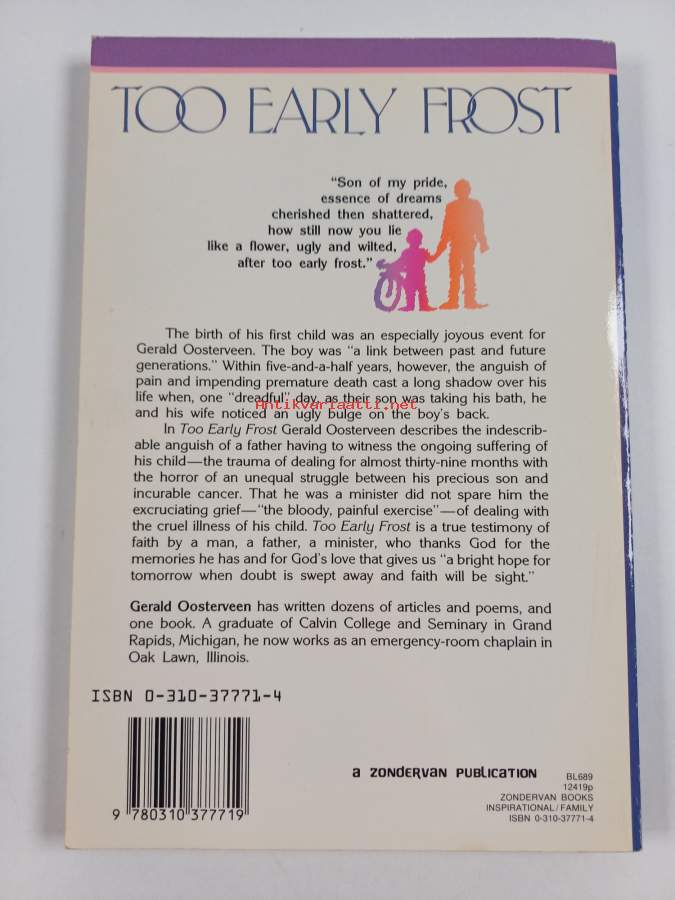 TOO EARLY FROST
"Son of my pride,
essence of dreams
cherished then shattered,
how still now you lie
like a flower, ugly and wilted,
after too early frost."
The birth of his first child was an especially joyous event for
Gerald Oosterveen. The boy was "a link between past and future
generations." Within five-and-a-half years, however, the anguish of
pain and impending premature death cast a long shadow over his
life when, one "dreadful" day, as their son was taking his bath, he
and his wife noticed an ugly bulge on the boy's back.
Antikvariaatti.net
In Too Early Frost Gerald Oosterveen describes the indescrib-
able anguish of a father having to witness the ongoing suffering of
his child—the trauma of dealing for almost thirty-nine months with
the horror of an unequal struggle between his precious son and
incurable cancer. That he was a minister did not spare him the
excruciating grief—"the bloody, painful exercise"—of dealing with
the cruel illness of his child. Too Early Frost is a true testimony of
faith by a man, a father, a minister, who thanks God for the
memories he has and for God's love that gives us "a bright hope for
tomorrow when doubt is swept away and faith will be sight."
Gerald Oosterveen has written dozens of articles and poems, and
one book. A graduate of Calvin College and Seminary in Grand
Rapids, Michigan, he now works as an emergency-room chaplain in
Oak Lawn, Illinois.
ISBN 0-310-37771-4
9 780310 377719
a ZONDERVAN PUBLICATION
BL689
12419p
ZONDERVAN BOOKS
INSPIRATIONAL/FAMILY
ISBN 0-310-37771-4